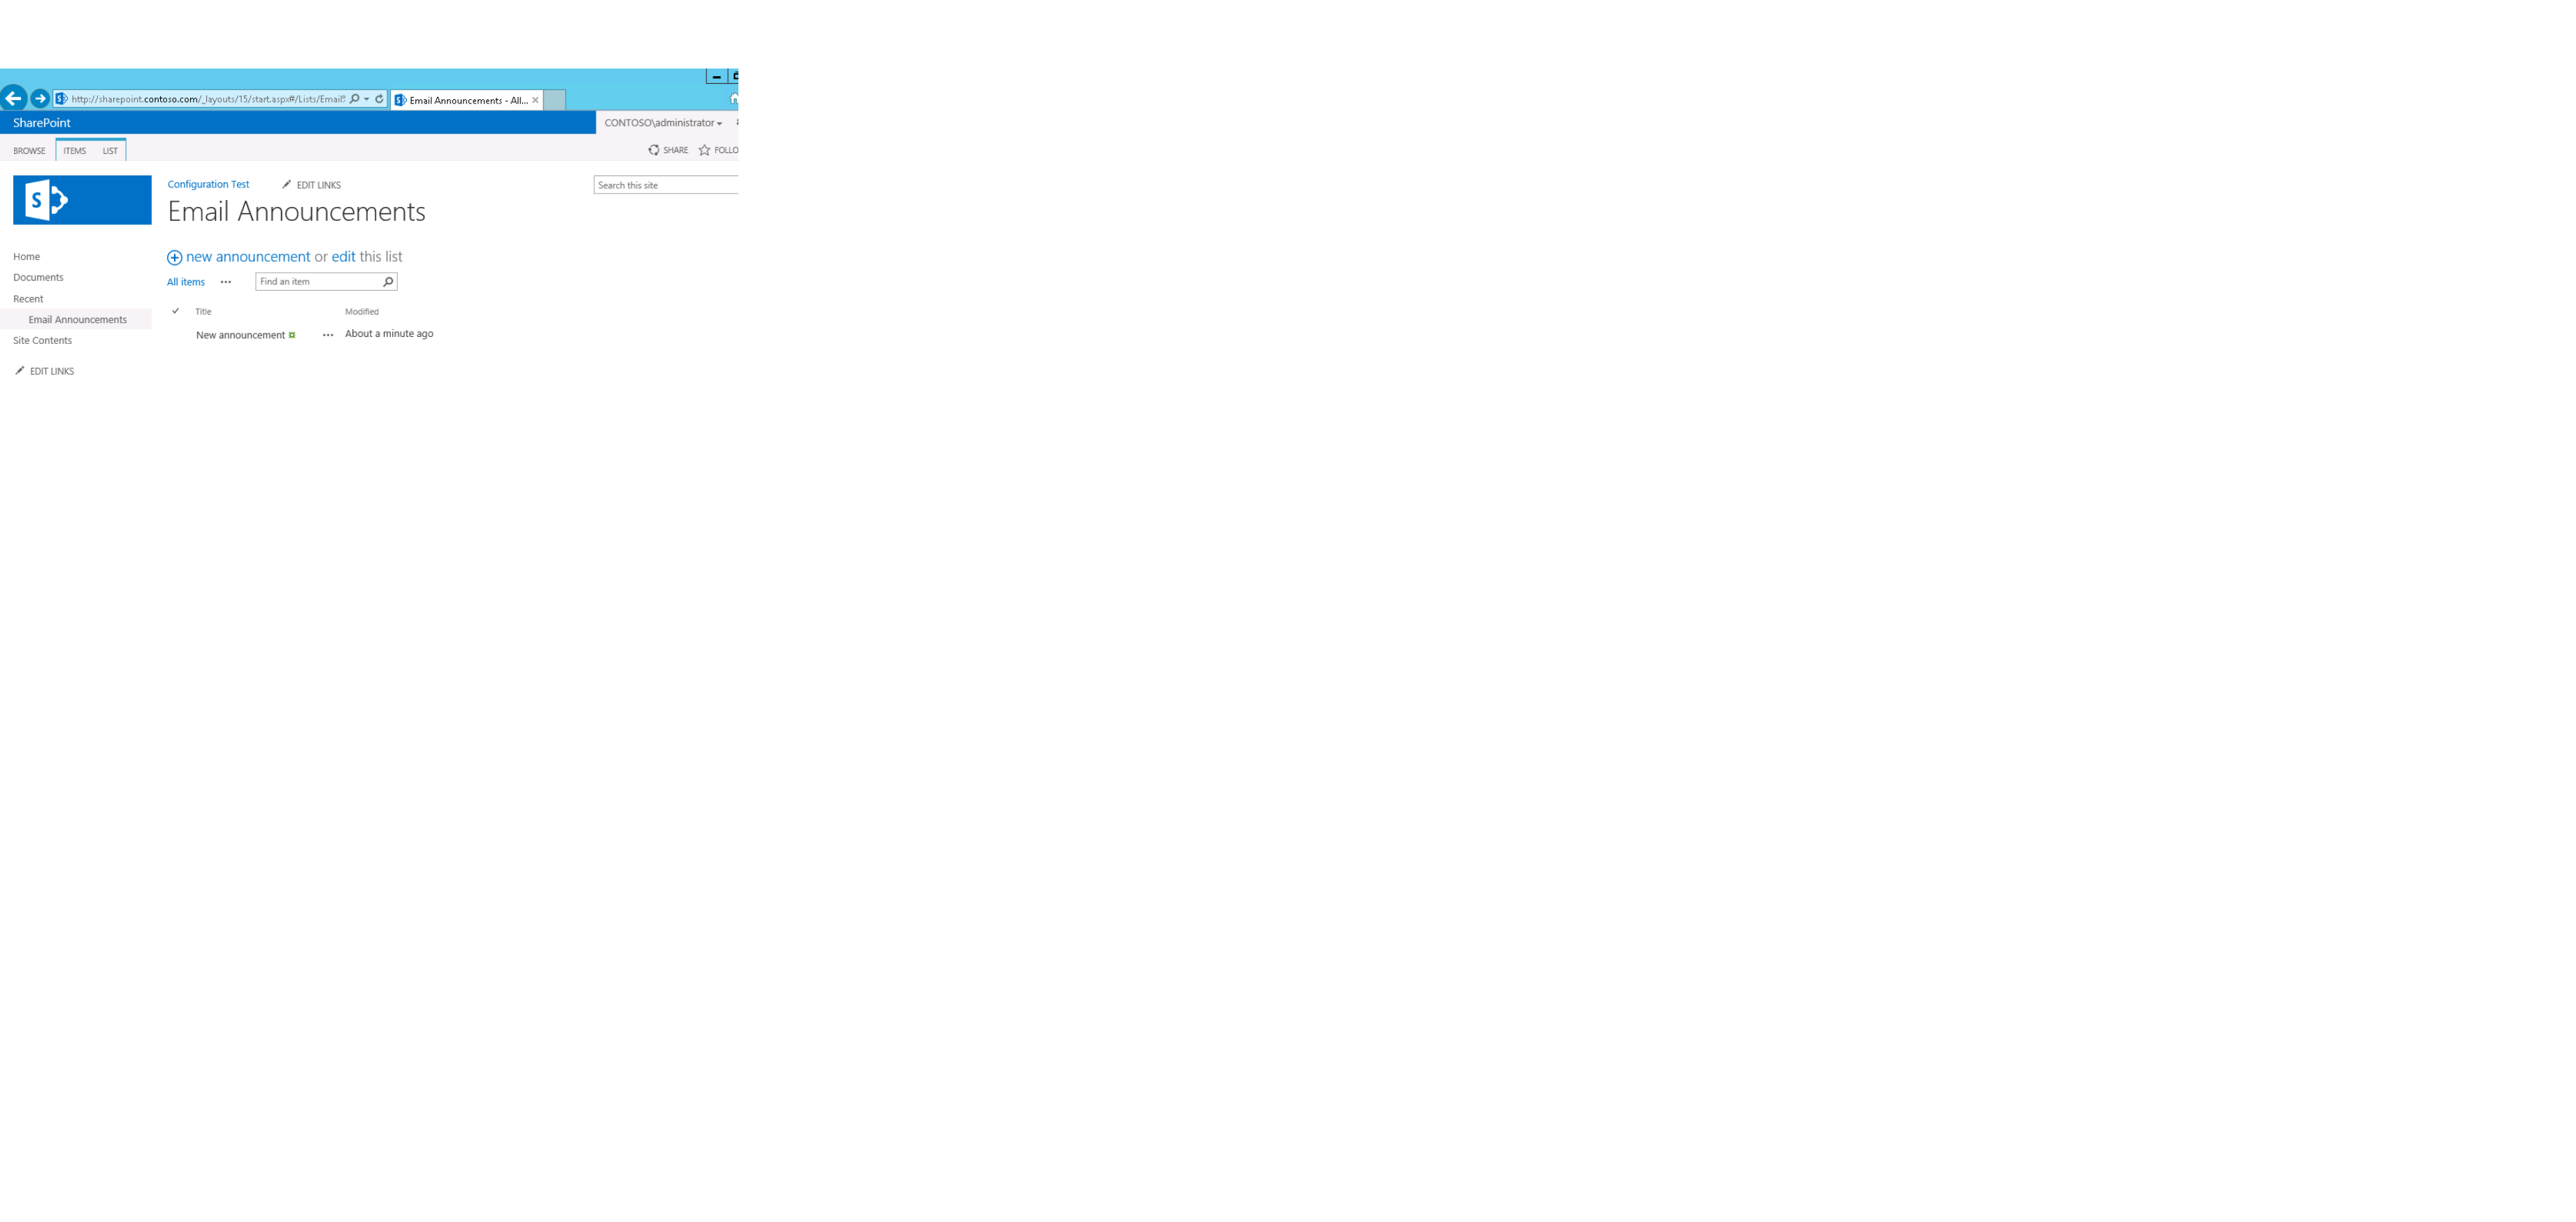 http://sharepoint.contoso.com/_layouts/15/start.aspx#/Lists/Email
Email Announcements - All...
SharePoint
CONTOSO\administrator
BROWSE ITEMS LIST
SHARE FOLLO
S
Configuration Test EDIT LINKS
Search this site
Email Announcements
Home
Documents
Recent
Email Announcements
Site Contents
EDIT LINKS
new announcement or edit this list
All items ... Find an item
Title Modified
New announcement ... About a minute ago